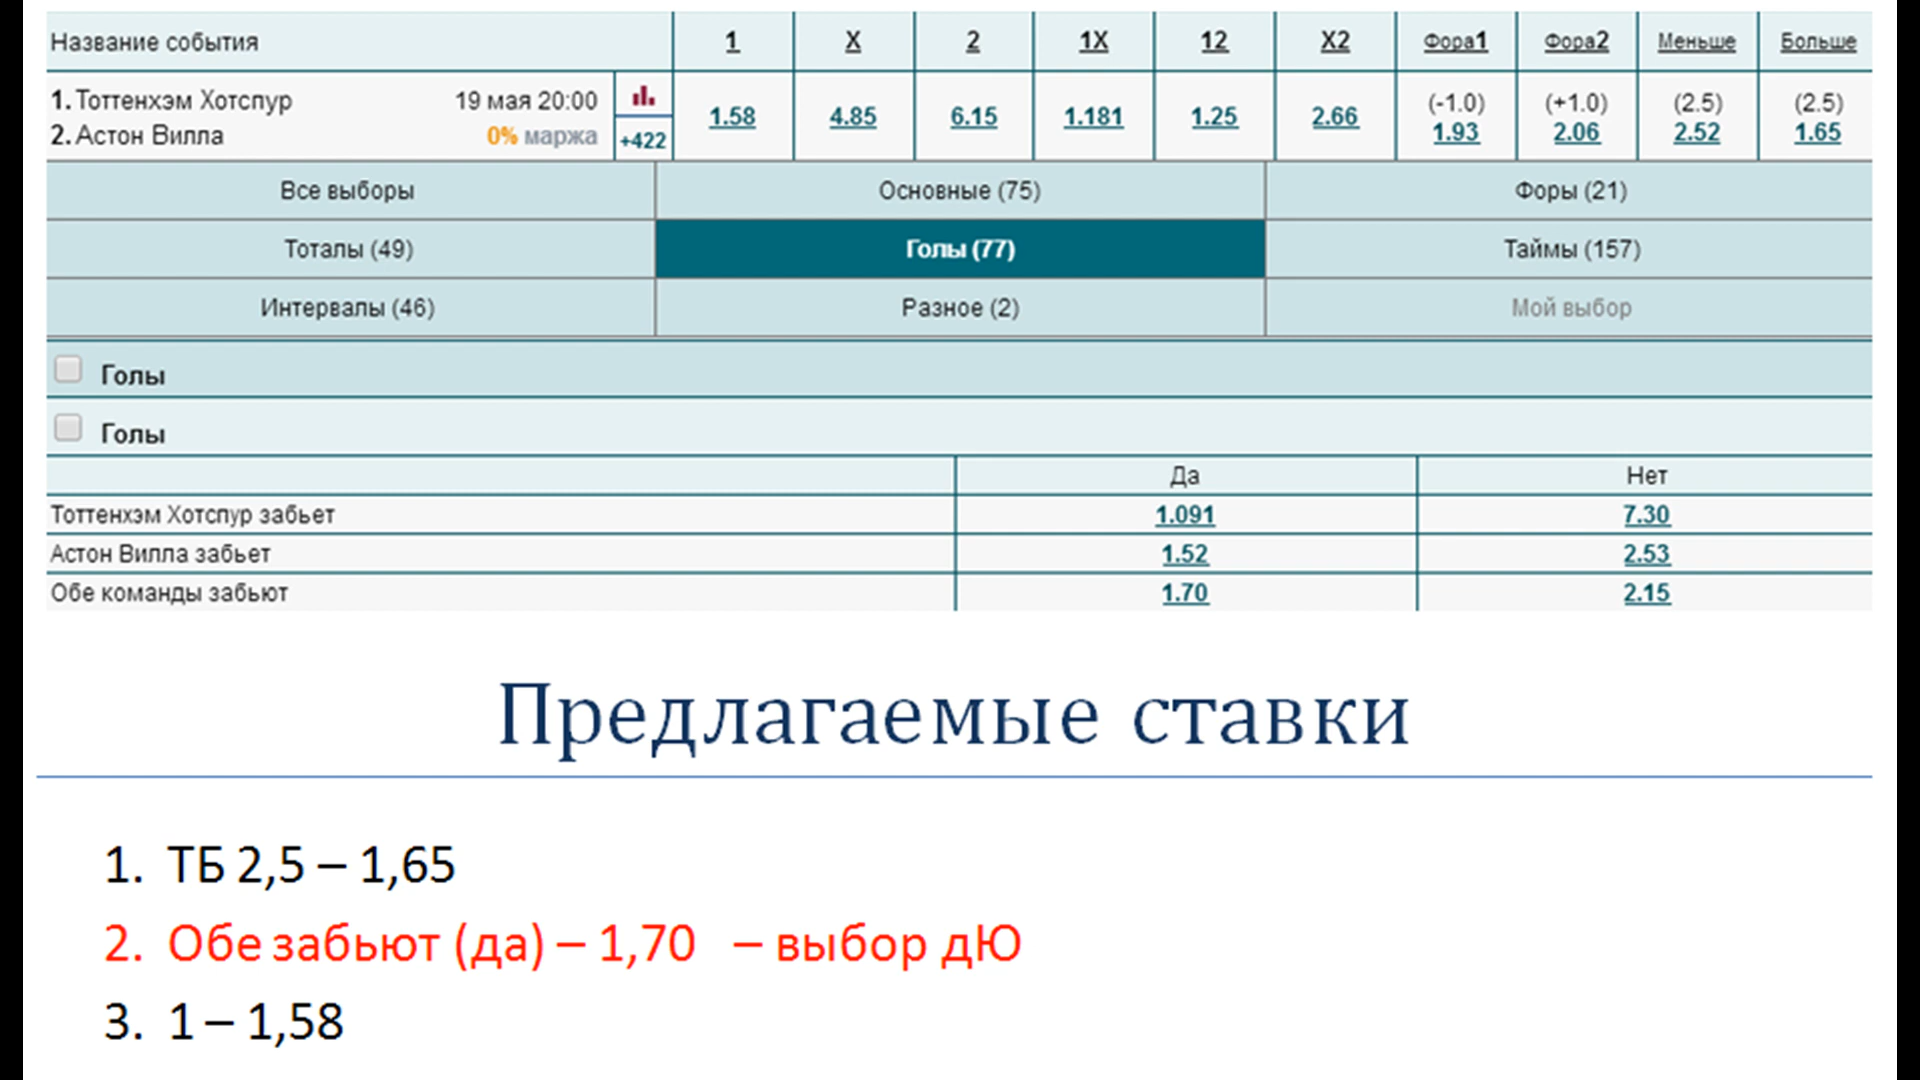 Название события 1 X 2 1X 12 X2 Фора1 Фора2 Меньше Больше
1. Тоттенхэм Хотспур 19 мая 20:00 (-1.0) (+1.0) (2.5) (2.5)
1.58 4.85 6.15 1.181 1.25 2.66
2. Астон Вилла 0% маржа +422 1.93 2.06 2.52 1.65
Все выборы Основные (75) Форы (21)
Тоталы (49) Голы (77) Таймы (157)
Интервалы (46) Разное (2) Мой выбор
Голы
Голы
Да Нет
Тоттенхэм Хотспур забьет 1.091 7.30
Астон Вилла забьет 1.52 2.53
Обе команды забьют 1.70 2.15
Предлагаемые ставки
1. ТБ 2,5 – 1,65
2. Обе забьют (да) – 1,70 – выбор дЮ
3. 1 – 1,58